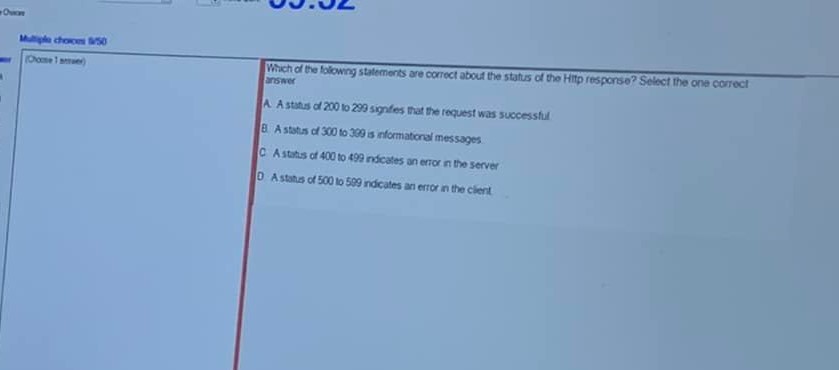 Multiple choices 9/50
(Choose 1 answer)
Which of the following statements are correct about the status of the Http response? Select the one correct
answer
A. A status of 200 to 299 signifies that the request was successful.
B. A status of 300 to 399 is informational messages.
C. A status of 400 to 499 indicates an error in the server
D. A status of 500 to 599 indicates an error in the client.